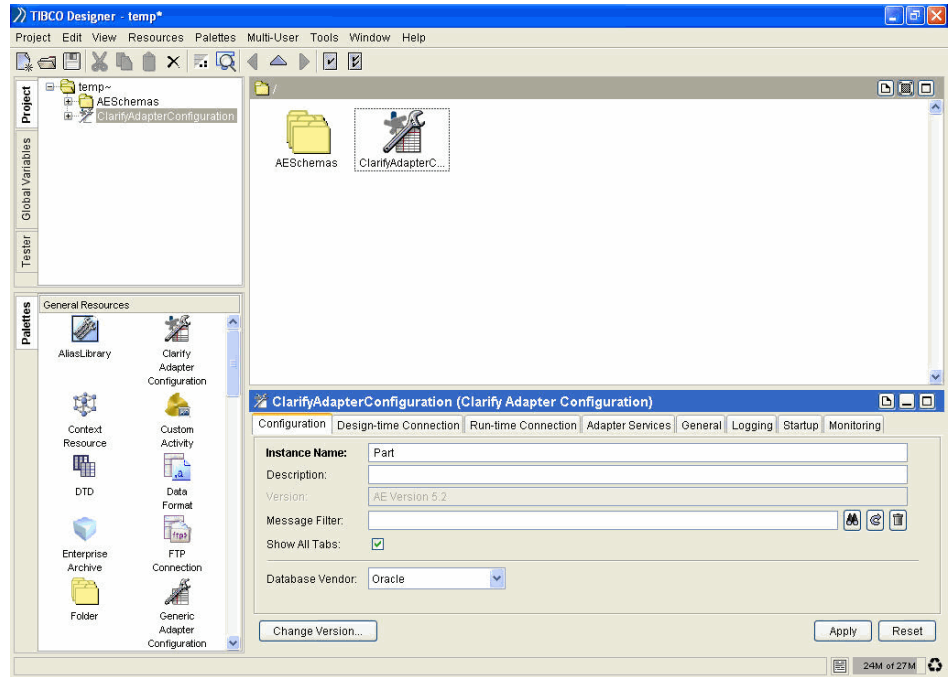 TIBCO Designer - temp*
Project Edit View Resources Palettes Multi-User Tools Window Help
Project
Global Variables
Tester
temp~
AESchemas
ClarifyAdapterConfiguration
/
AESchemas
ClarifyAdapterC...
Palettes
General Resources
AliasLibrary
Clarify
Adapter
Configuration
Context
Resource
Custom
Activity
DTD
Data
Format
Enterprise
Archive
FTP
Connection
Folder
Generic
Adapter
Configuration
ClarifyAdapterConfiguration (Clarify Adapter Configuration)
Configuration Design-time Connection Run-time Connection Adapter Services General Logging Startup Monitoring
Instance Name: Part
Description:
Version: AE Version 5.2
Message Filter:
Show All Tabs:
Database Vendor: Oracle
Change Version... Apply Reset
24M of 27M